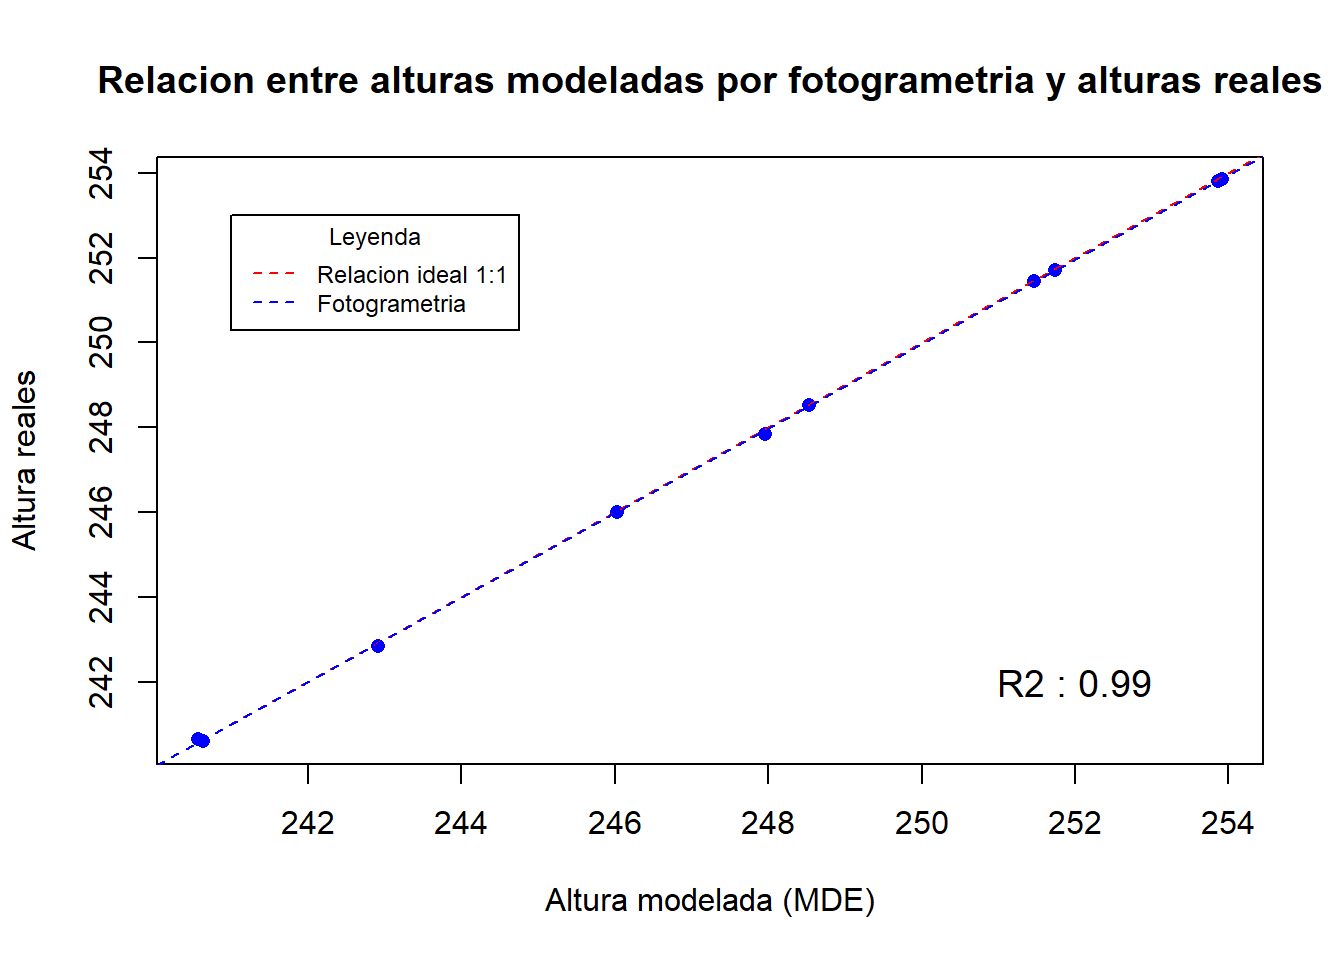 Relacion entre alturas modeladas por fotogrametria y alturas reales
Altura reales
254
252
250
248
246
244
242
Leyenda
Relacion ideal 1:1
Fotogrametria
R2 : 0.99
242 244 246 248 250 252 254
Altura modelada (MDE)